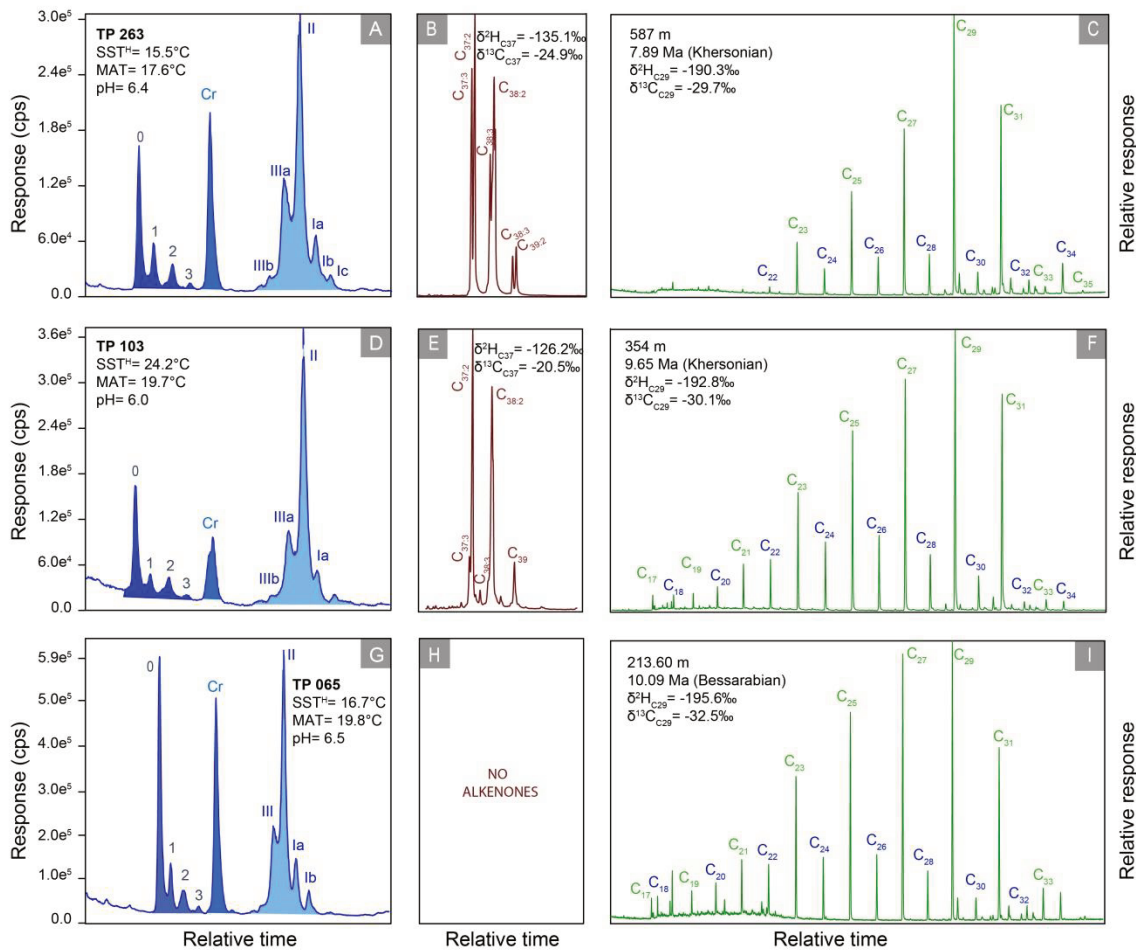 3.0e⁵
2.4e⁵
1.8e⁵
1.2e⁵
6.0e⁴
0.0
Response (cps)
TP 263
SSTᴴ= 15.5°C
MAT= 17.6°C
pH= 6.4
A
0
1
2
3
Cr
IIIb
IIIa
II
Ia
Ib
Ic
B
δ²H_C37= -135.1‰
δ¹³C_C37= -24.9‰
C37:3
C37:2
C38:3
C38:2
C38:3
C39:2
C
587 m
7.89 Ma (Khersonian)
δ²H_C29= -190.3‰
δ¹³C_C29= -29.7‰
C22
C23
C24
C25
C26
C27
C28
C29
C30
C31
C32
C33
C34
C35
Relative response
3.6e⁵
3.0e⁵
2.4e⁵
1.8e⁵
1.2e⁵
6.0e⁴
0.0
Response (cps)
TP 103
SSTᴴ= 24.2°C
MAT= 19.7°C
pH= 6.0
D
0
1
2
3
Cr
IIIb
IIIa
II
Ia
E
δ²H_C37= -126.2‰
δ¹³C_C37= -20.5‰
C37:3
C37:2
C38:3
C38:2
C39
F
354 m
9.65 Ma (Khersonian)
δ²H_C29= -192.8‰
δ¹³C_C29= -30.1‰
C17
C18
C19
C20
C21
C22
C23
C24
C25
C26
C27
C28
C29
C30
C31
C32
C33
C34
Relative response
5.9e⁵
5.0e⁵
4.0e⁵
3.0e⁵
2.0e⁵
1.0e⁵
0.0
Response (cps)
G
TP 065
SSTᴴ= 16.7°C
MAT= 19.8°C
pH= 6.5
0
1
2
3
Cr
III
II
Ia
Ib
Relative time
H
NO
ALKENONES
Relative time
I
213.60 m
10.09 Ma (Bessarabian)
δ²H_C29= -195.6‰
δ¹³C_C29= -32.5‰
C17
C18
C19
C20
C21
C22
C23
C24
C25
C26
C27
C28
C29
C30
C31
C32
C33
Relative time
Relative response